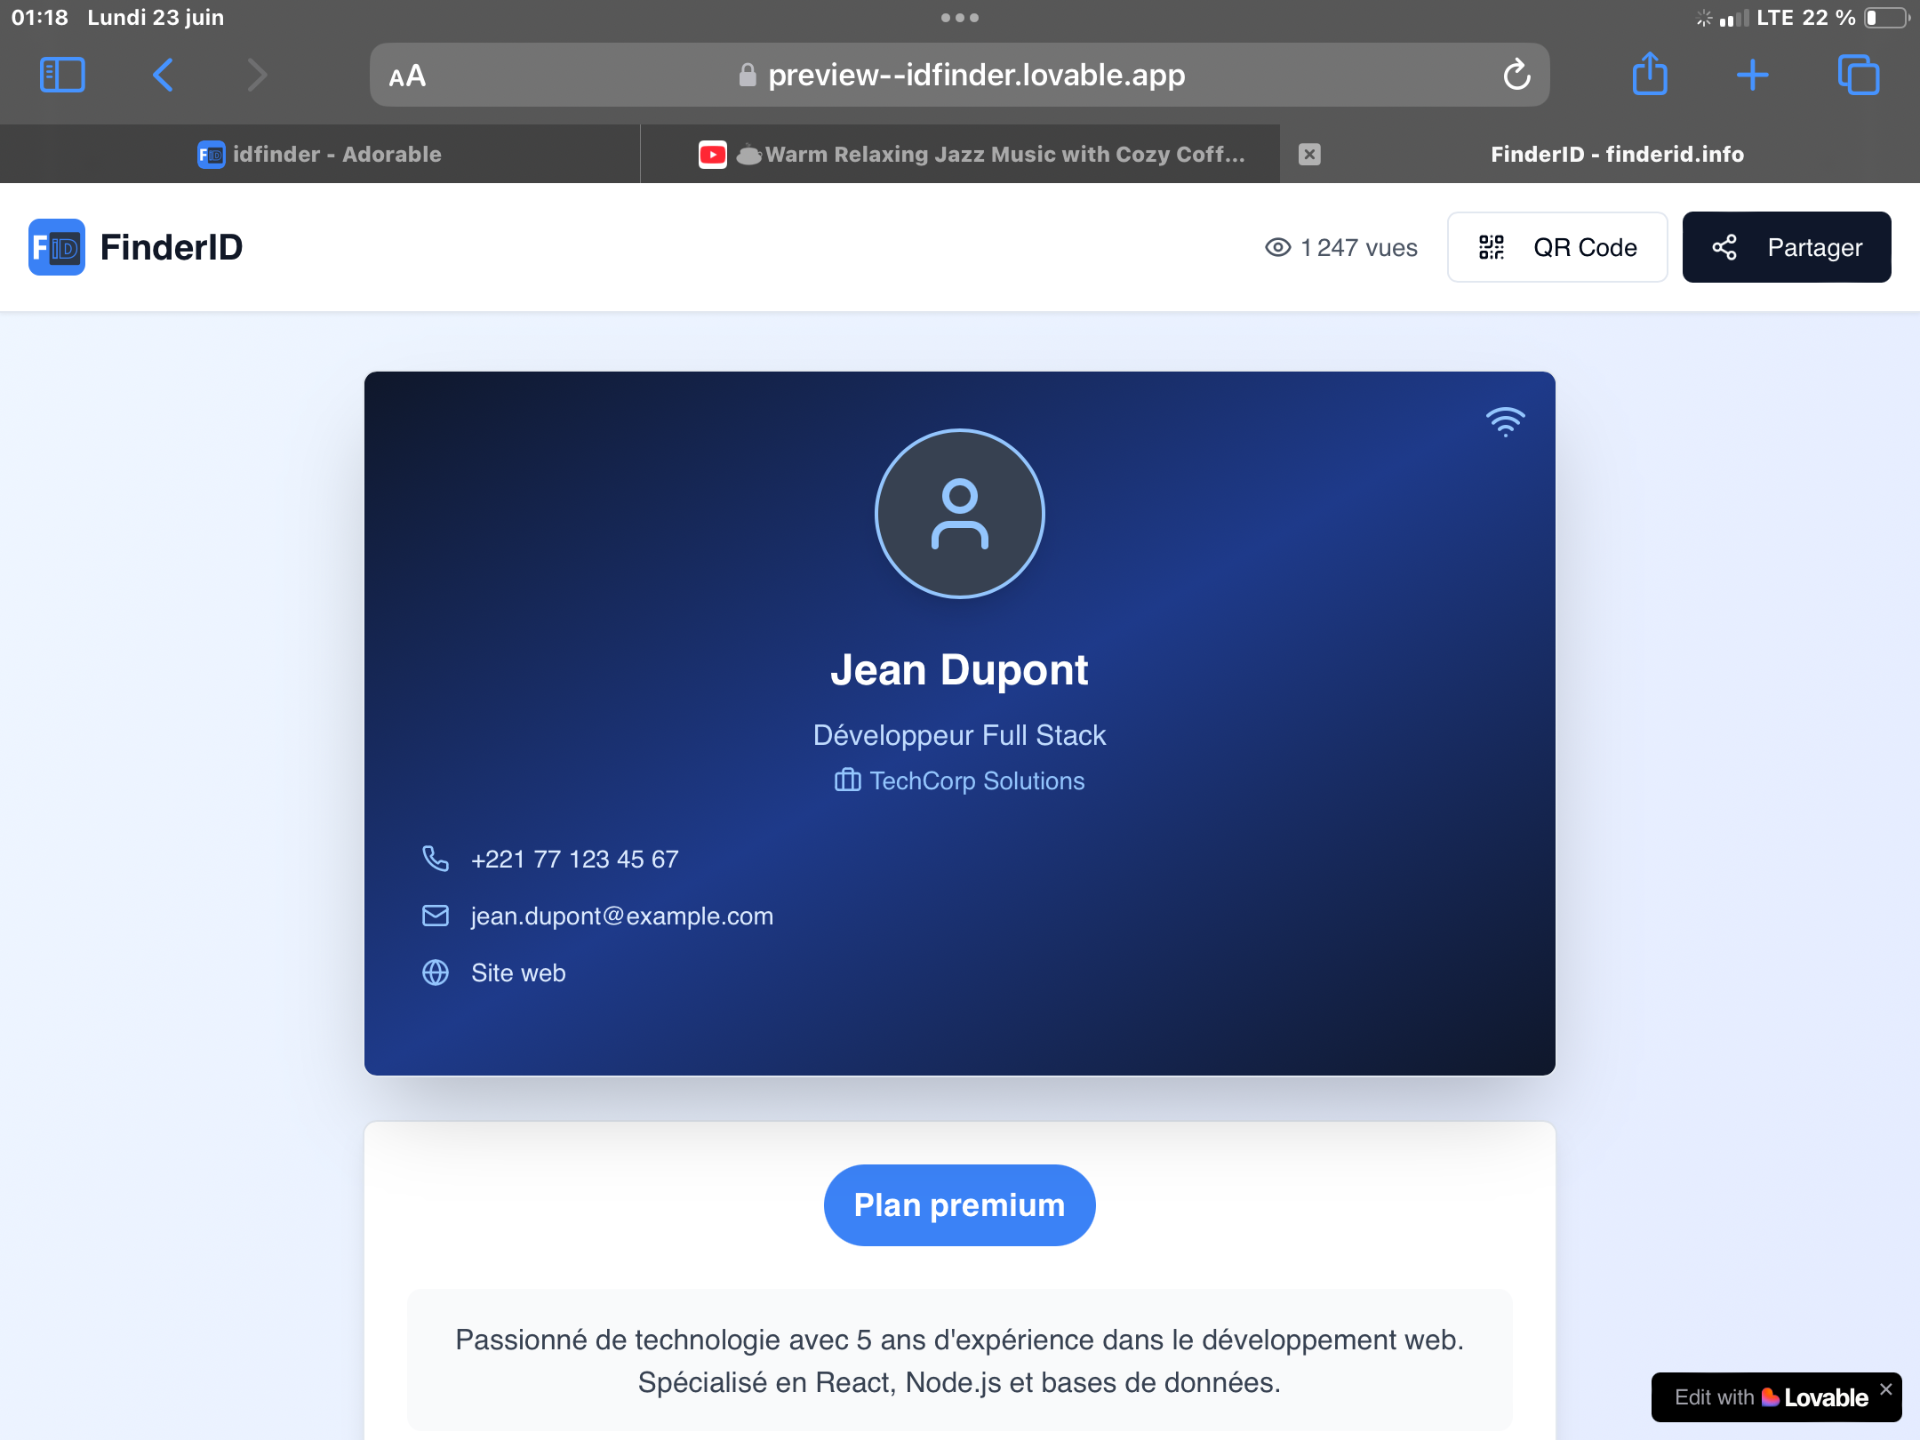 01:18 Lundi 23 juin
LTE 22 %
AA
preview--idfinder.lovable.app
FiD idfinder - Adorable
☕Warm Relaxing Jazz Music with Cozy Coff...
FinderID - finderid.info
FiD FinderID
1 247 vues
QR Code
Partager
Jean Dupont
Développeur Full Stack
TechCorp Solutions
+221 77 123 45 67
jean.dupont@example.com
Site web
Plan premium
Passionné de technologie avec 5 ans d'expérience dans le développement web.
Spécialisé en React, Node.js et bases de données.
Edit with Lovable